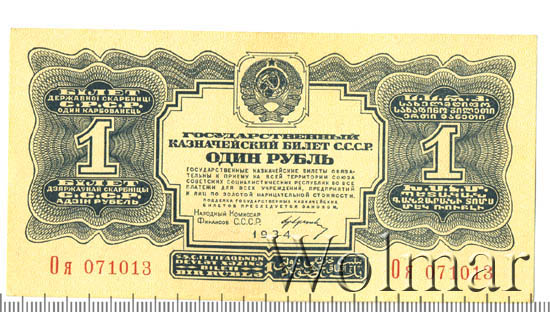 БІЛЕТ
ДЕРЖАВНОЇ СКАРБНИЦІ
С.Р.С.Р.
ОДИН КАРБОВАНЕЦЬ
1
БІЛЕТ
ДЗЯРЖАЎНАЙ СКАРБНІЦЫ
С.С.С.Р.
АДЗІН РУБЕЛЬ
ГОСУДАРСТВЕННЫЙ
КАЗНАЧЕЙСКИЙ БИЛЕТ С.С.С.Р.
ОДИН РУБЛЬ
ГОСУДАРСТВЕННЫЕ КАЗНАЧЕЙСКИЕ БИЛЕТЫ ОБЯЗА-
ТЕЛЬНЫ К ПРИЕМУ НА ВСЕЙ ТЕРРИТОРИИ СОЮЗА
СОВЕТСКИХ СОЦИАЛИСТИЧЕСКИХ РЕСПУБЛИК ВО ВСЕ
ПЛАТЕЖИ ДЛЯ ВСЕХ УЧРЕЖДЕНИЙ, ПРЕДПРИЯТИЙ
И ЛИЦ ПО ЗОЛОТОЙ НАРИЦАТЕЛЬНОЙ СТОИМОСТИ.
ПОДДЕЛКА ГОСУДАРСТВЕННЫХ КАЗНАЧЕЙСКИХ
БИЛЕТОВ ПРЕСЛЕДУЕТСЯ ЗАКОНОМ.
Народный Комиссар
Финансов С.С.С.Р.
1934
1
Оя 071013
Оя 071013
Wolmar